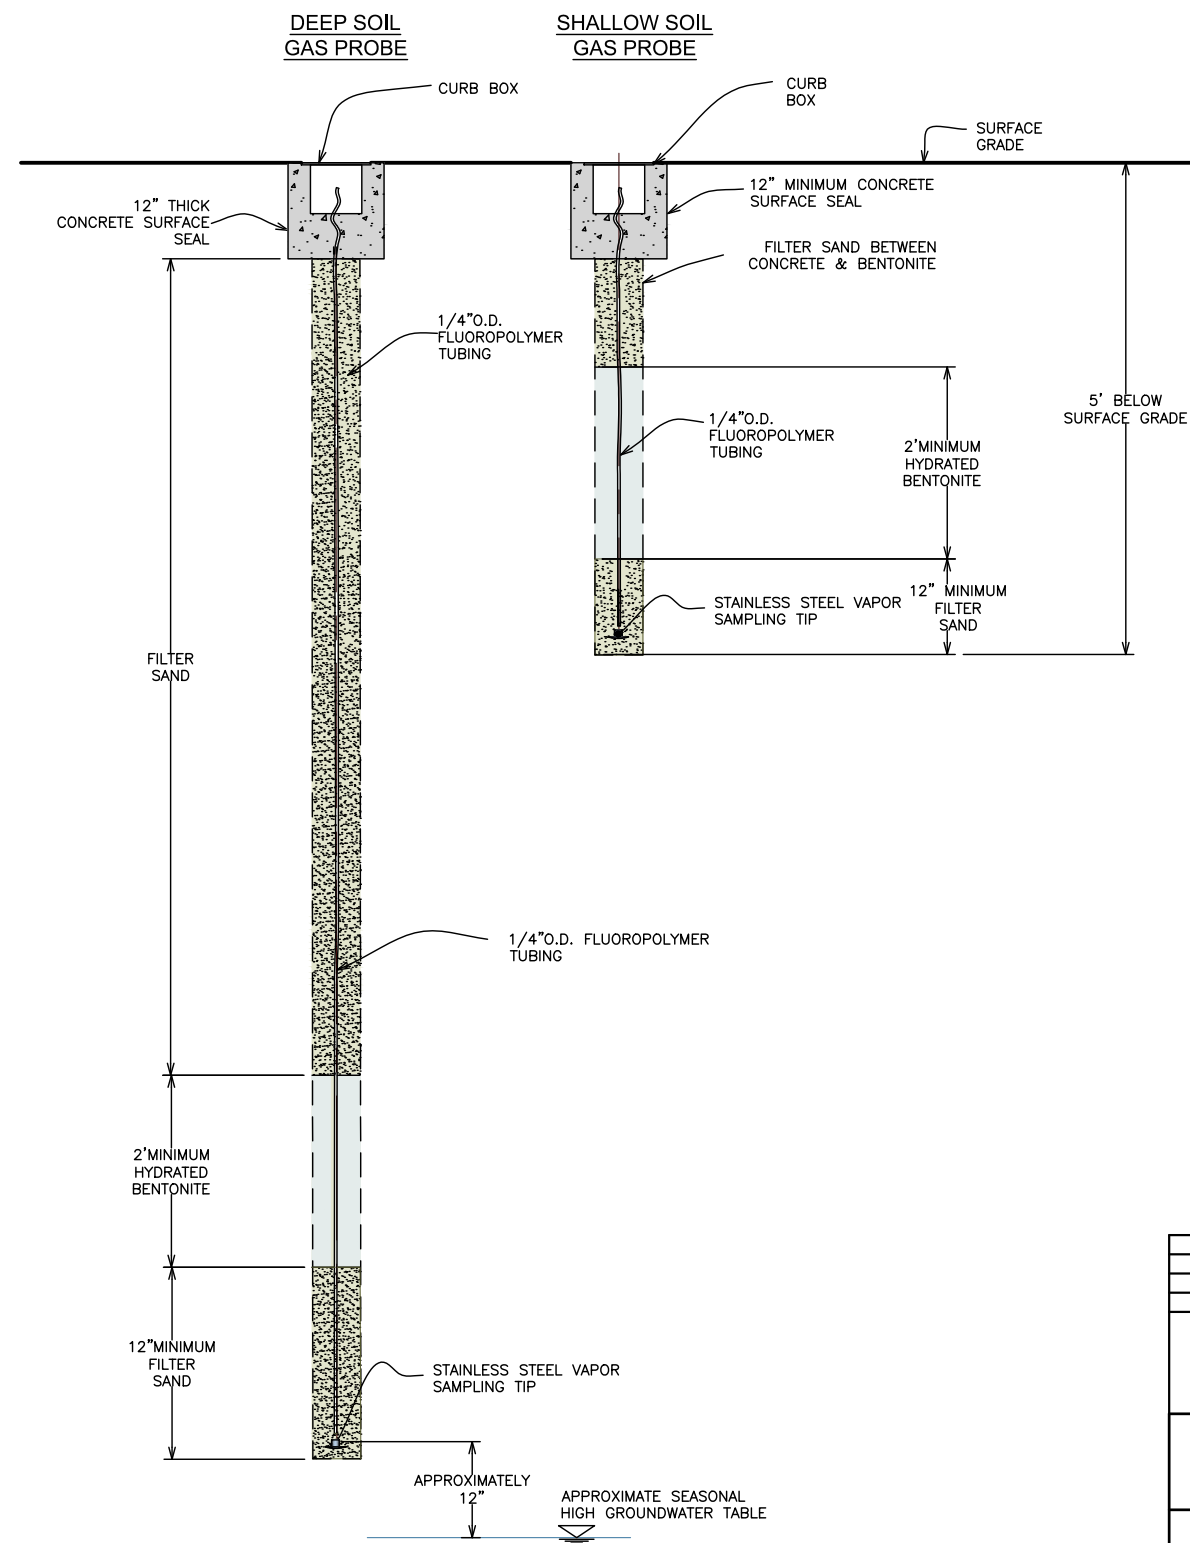 DEEP SOIL
GAS PROBE
SHALLOW SOIL
GAS PROBE
CURB BOX
CURB
BOX
SURFACE
GRADE
12" THICK
CONCRETE SURFACE
SEAL
12" MINIMUM CONCRETE
SURFACE SEAL
FILTER SAND BETWEEN
CONCRETE & BENTONITE
1/4"O.D.
FLUOROPOLYMER
TUBING
5' BELOW
SURFACE GRADE
1/4"O.D.
FLUOROPOLYMER
TUBING
2'MINIMUM
HYDRATED
BENTONITE
STAINLESS STEEL VAPOR
SAMPLING TIP
12" MINIMUM
FILTER
SAND
FILTER
SAND
1/4"O.D. FLUOROPOLYMER
TUBING
2'MINIMUM
HYDRATED
BENTONITE
12"MINIMUM
FILTER
SAND
STAINLESS STEEL VAPOR
SAMPLING TIP
APPROXIMATELY
12"
APPROXIMATE SEASONAL
HIGH GROUNDWATER TABLE